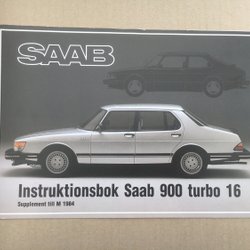 SAAB
Instruktionsbok Saab 900 turbo 16
Supplement till M 1984